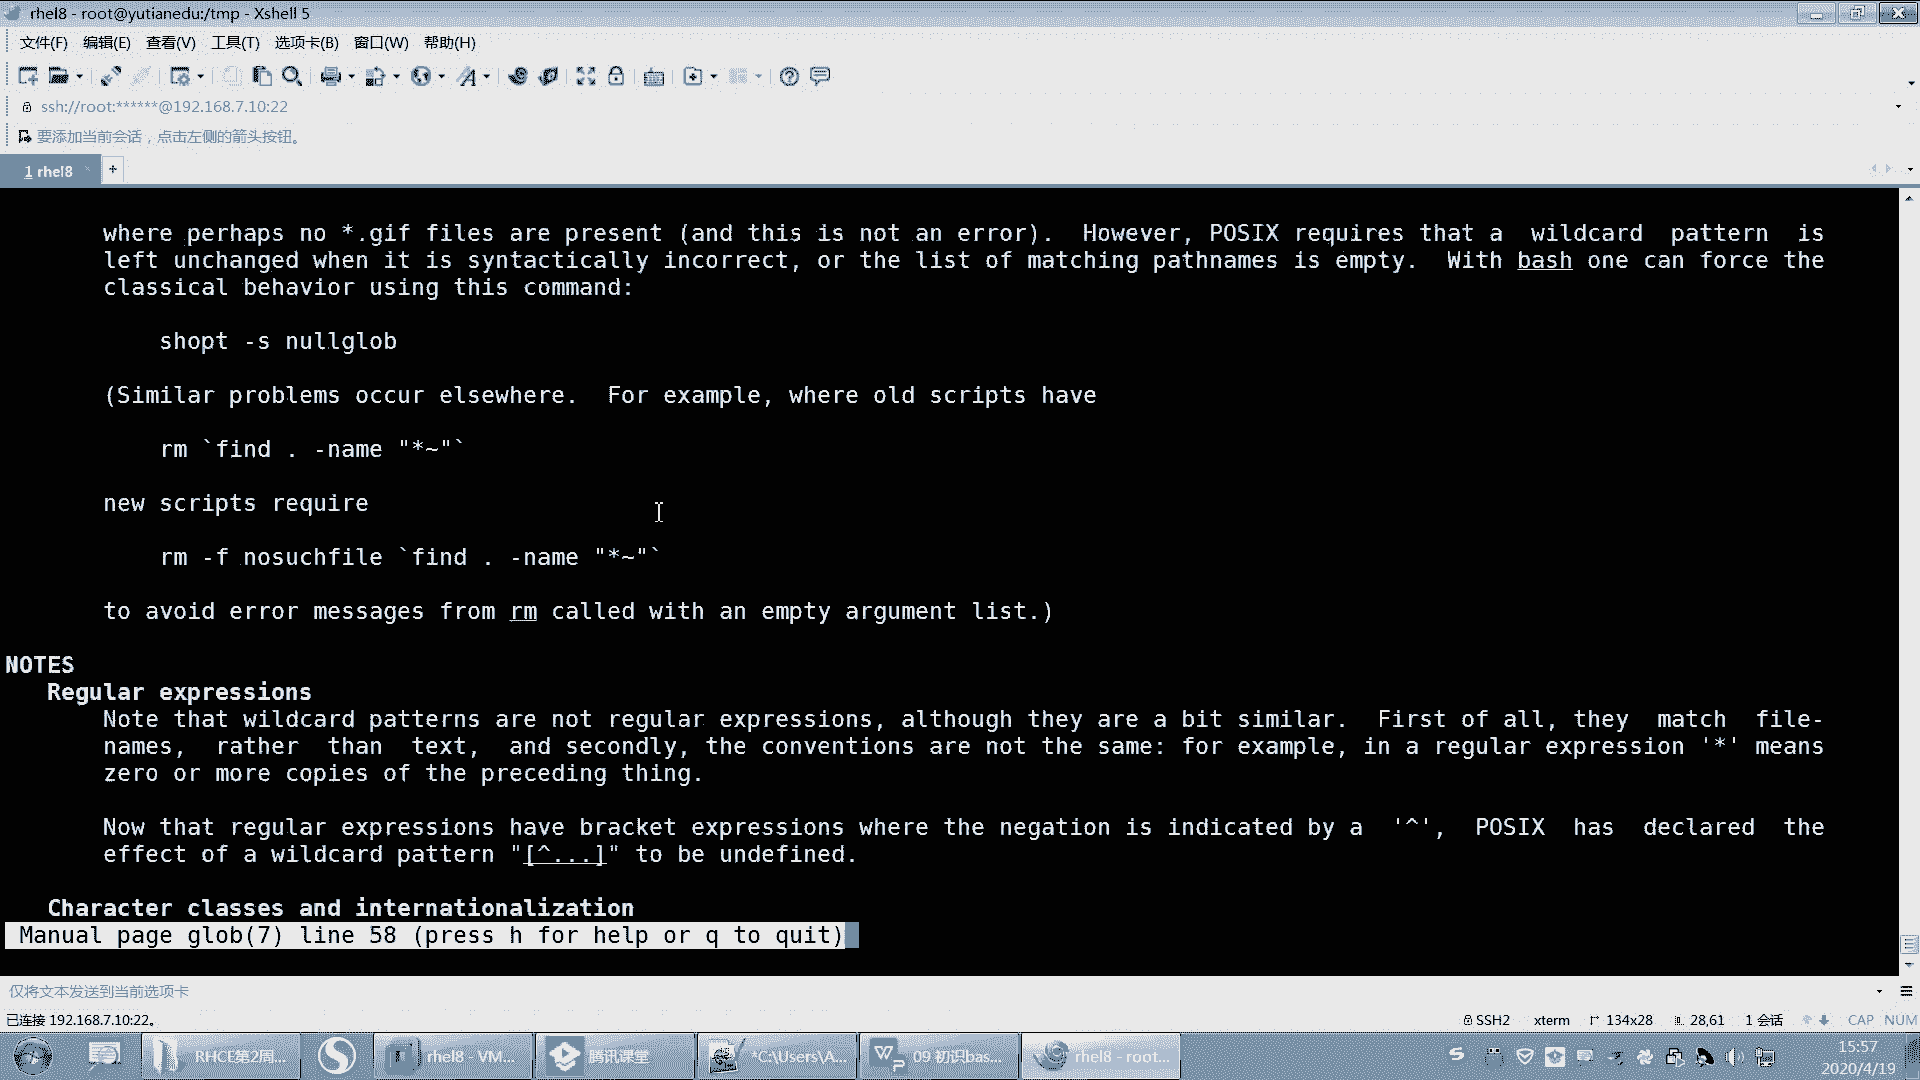 rhel8 - root@yutianedu:/tmp - Xshell 5
文件(F) 编辑(E) 查看(V) 工具(T) 选项卡(B) 窗口(W) 帮助(H)
ssh://root:******@192.168.7.10:22
要添加当前会话，点击左侧的箭头按钮。
1 rhel8
where perhaps no *.gif files are present (and this is not an error). However, POSIX requires that a wildcard pattern is
left unchanged when it is syntactically incorrect, or the list of matching pathnames is empty. With bash one can force the
classical behavior using this command:
shopt -s nullglob
(Similar problems occur elsewhere. For example, where old scripts have
rm `find . -name "*~"`
new scripts require
rm -f nosuchfile `find . -name "*~"`
to avoid error messages from rm called with an empty argument list.)
NOTES
Regular expressions
Note that wildcard patterns are not regular expressions, although they are a bit similar. First of all, they match file-
names, rather than text, and secondly, the conventions are not the same: for example, in a regular expression '*' means
zero or more copies of the preceding thing.
Now that regular expressions have bracket expressions where the negation is indicated by a '^', POSIX has declared the
effect of a wildcard pattern "[^...]" to be undefined.
Character classes and internationalization
Manual page glob(7) line 58 (press h for help or q to quit)
仅将文本发送到当前选项卡
已连接 192.168.7.10:22。 SSH2 xterm 134x28 28,61 1 会话 CAP NUM
RHCE第2周... rhel8 - VM... 腾讯课堂 *C:\Users\A... 09 初识bas... rhel8 - root... 15:57
2020/4/19